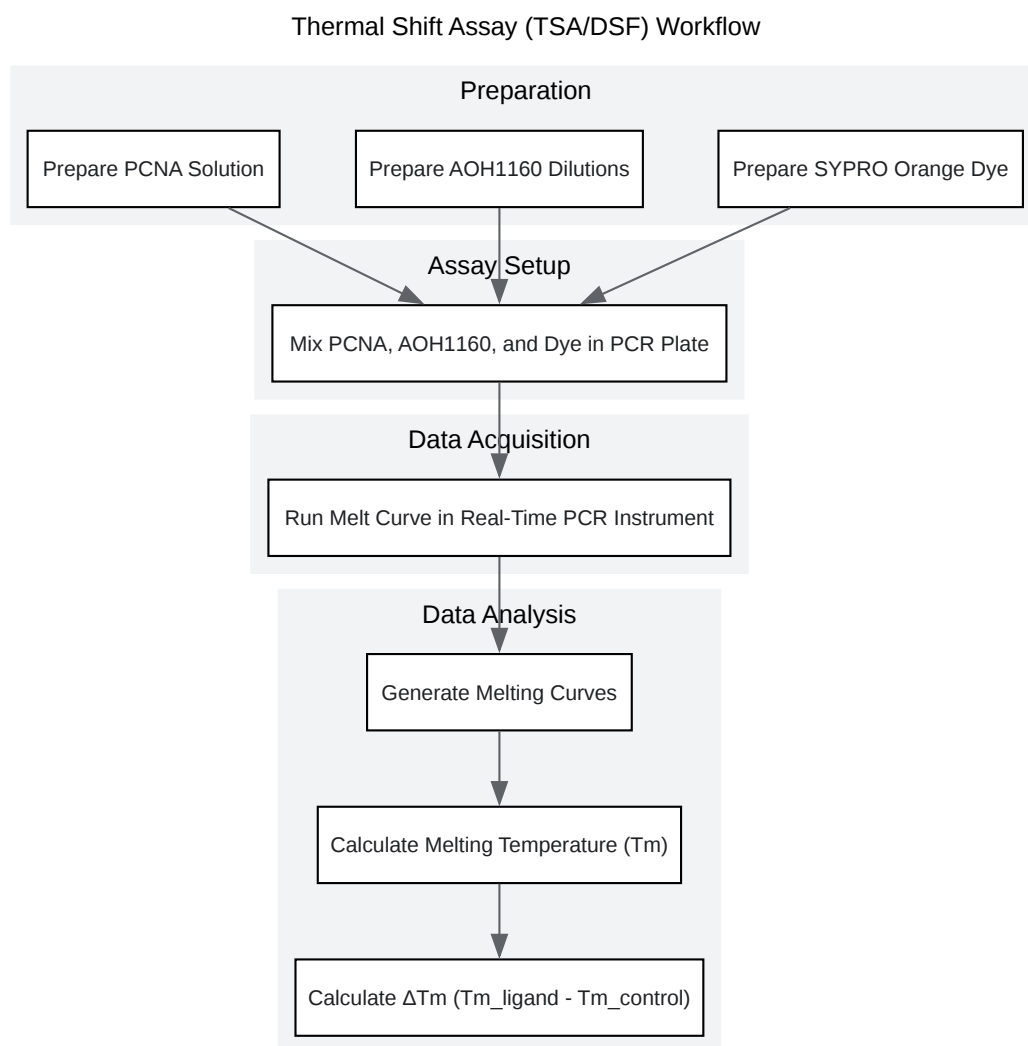 Thermal Shift Assay (TSA/DSF) Workflow
Preparation
Prepare PCNA Solution
Prepare AOH1160 Dilutions
Prepare SYPRO Orange Dye
Assay Setup
Mix PCNA, AOH1160, and Dye in PCR Plate
Data Acquisition
Run Melt Curve in Real-Time PCR Instrument
Data Analysis
Generate Melting Curves
Calculate Melting Temperature (Tm)
Calculate ΔTm (Tm_ligand - Tm_control)